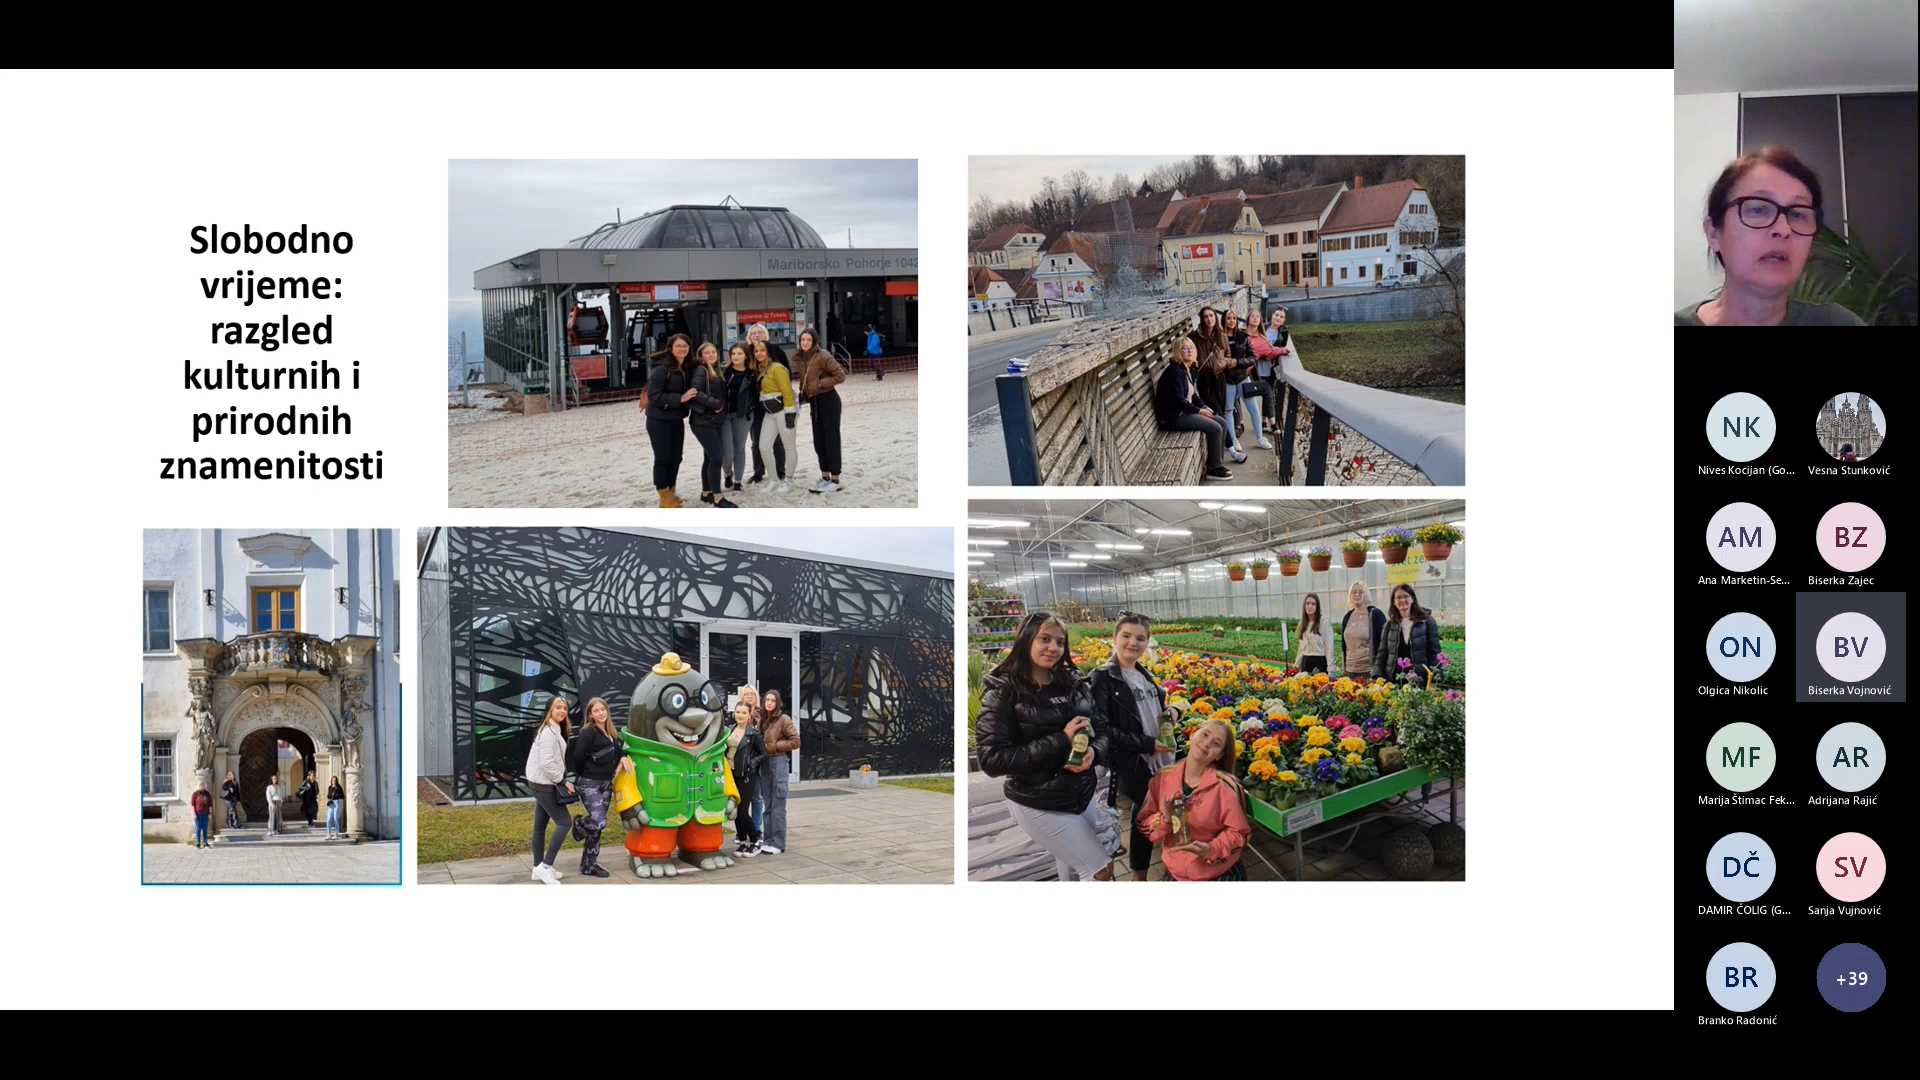 Slobodno
vrijeme:
razgled
kulturnih i
prirodnih
znamenitosti
Mariborsko Pohorje 1042
NK
Nives Kocijan (Go...
Vesna Stunković
AM
Ana Marketin-Se...
BZ
Biserka Zajec
ON
Olgica Nikolic
BV
Biserka Vojnović
MF
Marija Štimac Fek...
AR
Adrijana Rajić
DČ
DAMIR ČOLIG (G...
SV
Sanja Vujnović
BR
Branko Radonić
+39